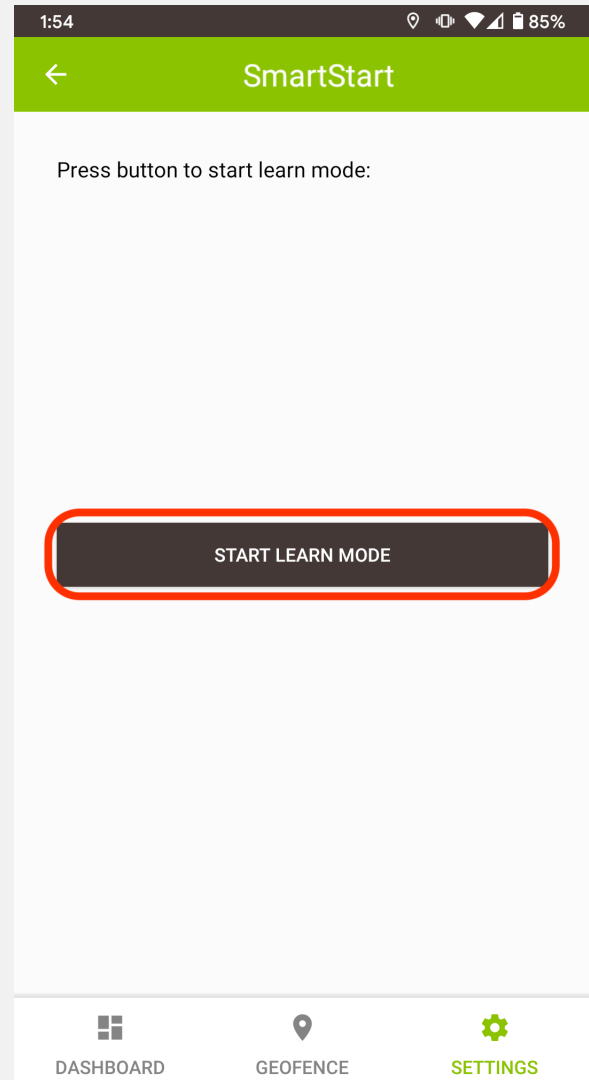 1:54 85%
SmartStart
Press button to start learn mode:
START LEARN MODE
DASHBOARD GEOFENCE SETTINGS